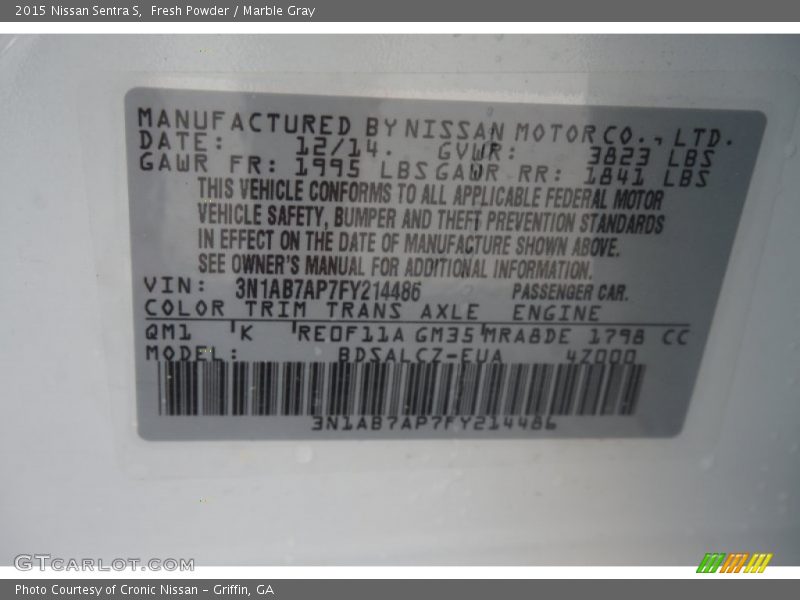 2015 Nissan Sentra S, Fresh Powder / Marble Gray
MANUFACTURED BY NISSAN MOTOR CO., LTD.
DATE: 12/14. GVWR: 3823 LBS
GAWR FR: 1995 LBS GAWR RR: 1841 LBS
THIS VEHICLE CONFORMS TO ALL APPLICABLE FEDERAL MOTOR
VEHICLE SAFETY, BUMPER AND THEFT PREVENTION STANDARDS
IN EFFECT ON THE DATE OF MANUFACTURE SHOWN ABOVE.
SEE OWNER'S MANUAL FOR ADDITIONAL INFORMATION.
VIN: 3N1AB7AP7FY214486 PASSENGER CAR.
COLOR TRIM TRANS AXLE ENGINE
QM1 K RE0F11A GM35 MRA8DE 1798 CC
MODEL: BDSALCZ-EUA 4Z000
3N1AB7AP7FY214486
GTCARLOT.COM
Photo Courtesy of Cronic Nissan - Griffin, GA